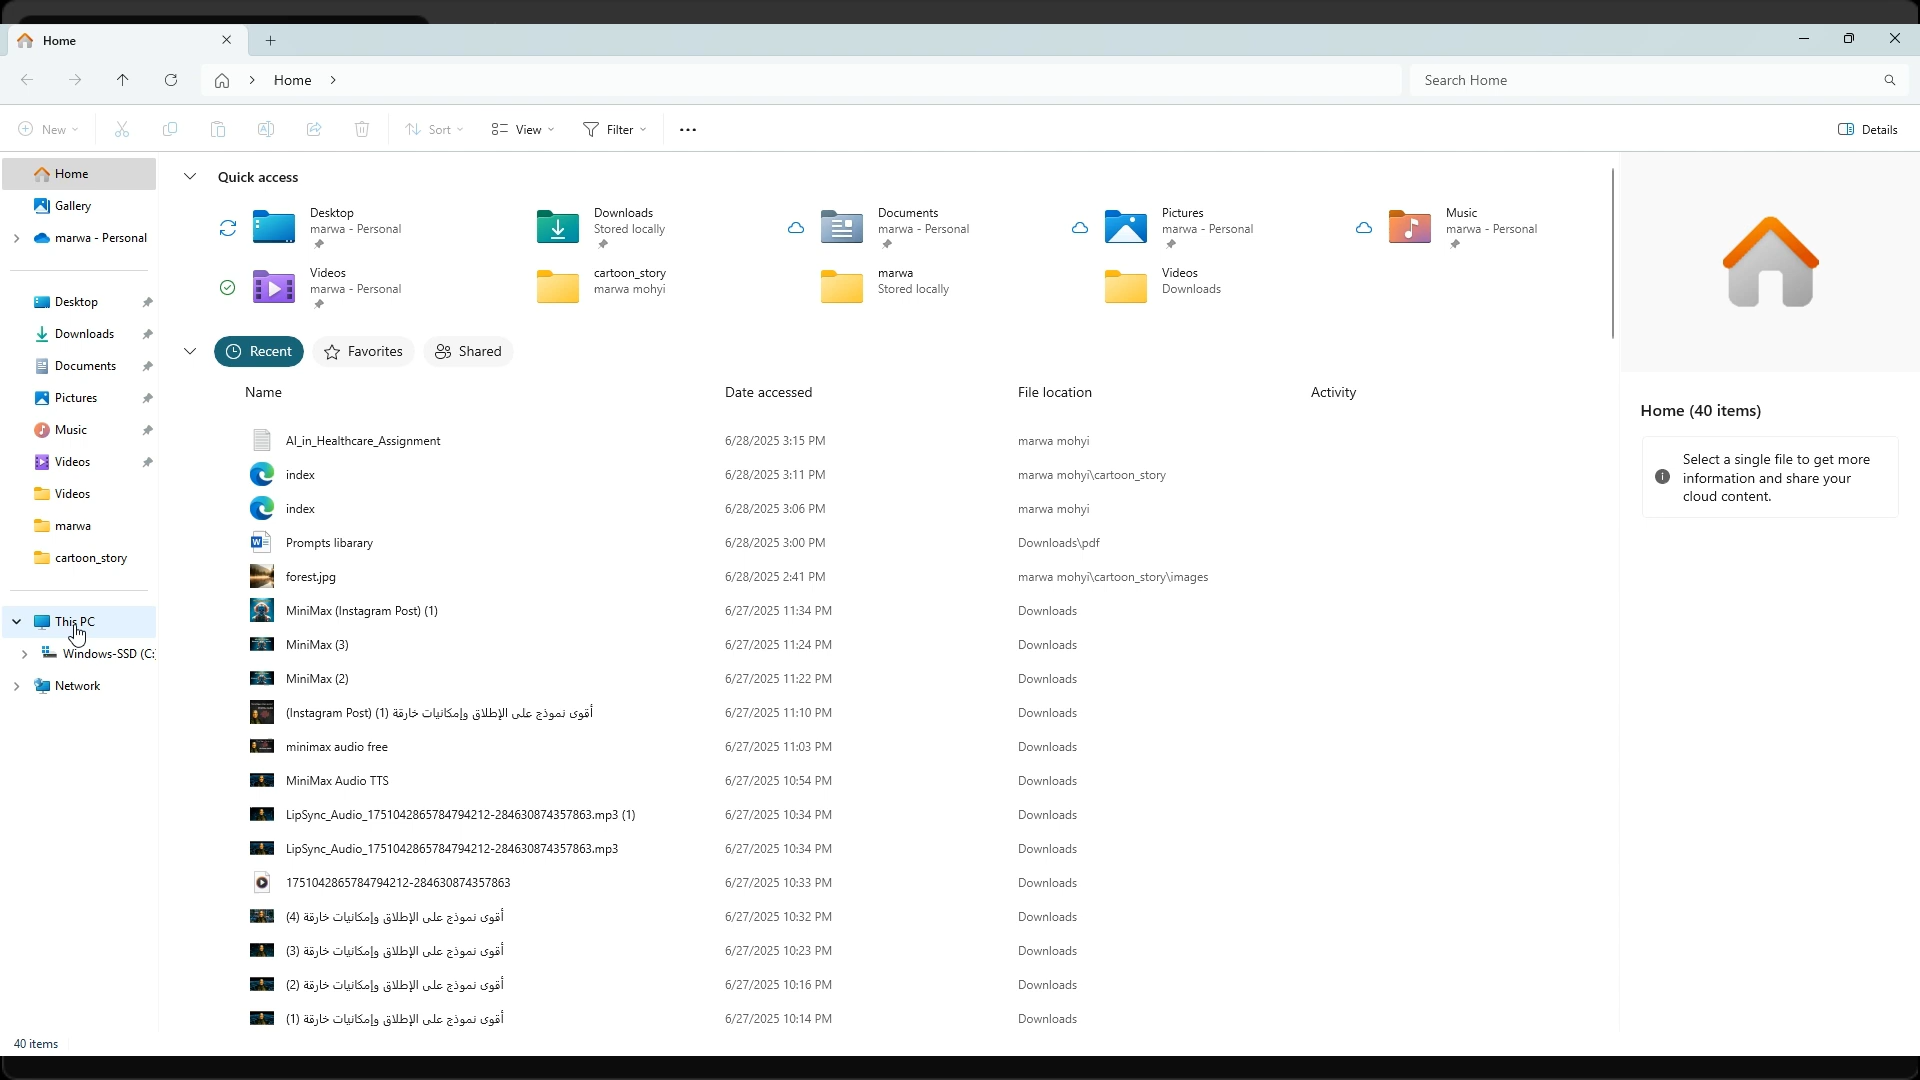 Home
Home
Search Home
New
Sort
View
Filter
Details
Home
Gallery
marwa - Personal
Desktop
Downloads
Documents
Pictures
Music
Videos
Videos
marwa
cartoon_story
This PC
Windows-SSD (C:
Network
Quick access
Desktop
marwa - Personal
Downloads
Stored locally
Documents
marwa - Personal
Pictures
marwa - Personal
Music
marwa - Personal
Videos
marwa - Personal
cartoon_story
marwa mohyi
marwa
Stored locally
Videos
Downloads
Recent
Favorites
Shared
Name Date accessed File location Activity
AI_in_Healthcare_Assignment 6/28/2025 3:15 PM marwa mohyi
index 6/28/2025 3:11 PM marwa mohyi\cartoon_story
index 6/28/2025 3:06 PM marwa mohyi
Prompts libarary 6/28/2025 3:00 PM Downloads\pdf
forest.jpg 6/28/2025 2:41 PM marwa mohyi\cartoon_story\images
MiniMax (Instagram Post) (1) 6/27/2025 11:34 PM Downloads
MiniMax (3) 6/27/2025 11:24 PM Downloads
MiniMax (2) 6/27/2025 11:22 PM Downloads
أقوى نموذج على الإطلاق وإمكانيات خارقة (Instagram Post) (1) 6/27/2025 11:10 PM Downloads
minimax audio free 6/27/2025 11:03 PM Downloads
MiniMax Audio TTS 6/27/2025 10:54 PM Downloads
LipSync_Audio_1751042865784794212-284630874357863.mp3 (1) 6/27/2025 10:34 PM Downloads
LipSync_Audio_1751042865784794212-284630874357863.mp3 6/27/2025 10:34 PM Downloads
1751042865784794212-284630874357863 6/27/2025 10:33 PM Downloads
أقوى نموذج على الإطلاق وإمكانيات خارقة (4) 6/27/2025 10:32 PM Downloads
أقوى نموذج على الإطلاق وإمكانيات خارقة (3) 6/27/2025 10:23 PM Downloads
أقوى نموذج على الإطلاق وإمكانيات خارقة (2) 6/27/2025 10:16 PM Downloads
أقوى نموذج على الإطلاق وإمكانيات خارقة (1) 6/27/2025 10:14 PM Downloads
Home (40 items)
Select a single file to get more
information and share your
cloud content.
40 items